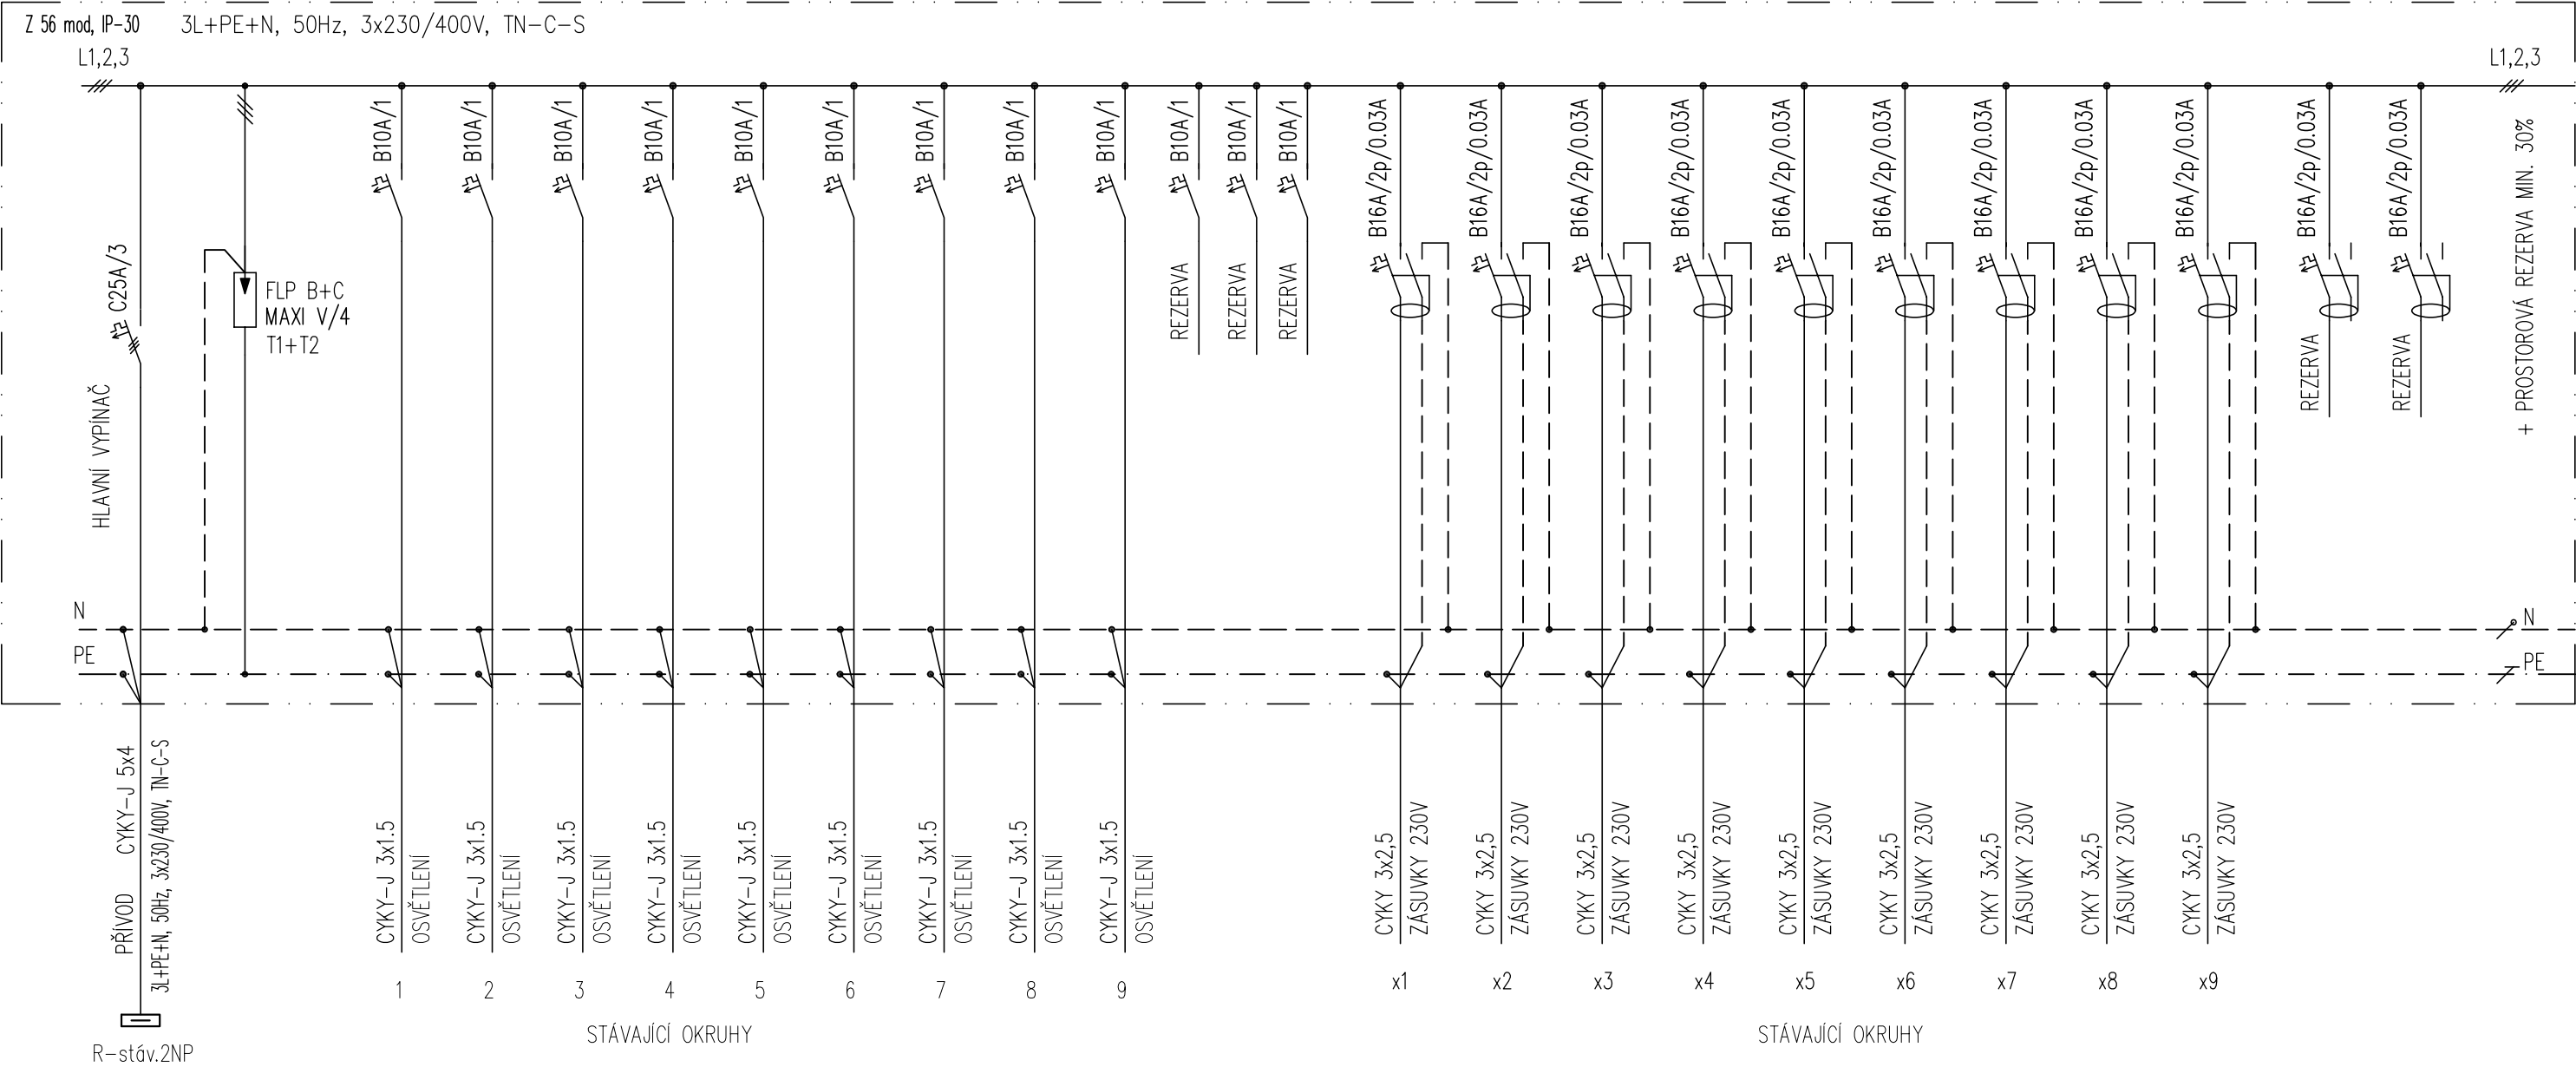 Z 56 mod, IP-30 3L+PE+N, 50Hz, 3x230/400V, TN-C-S
L1,2,3
L1,2,3
C25A/3
HLAVNÍ VYPÍNAČ
FLP B+C
MAXI V/4
T1+T2
B10A/1
B10A/1
B10A/1
B10A/1
B10A/1
B10A/1
B10A/1
B10A/1
B10A/1
B10A/1
REZERVA
B10A/1
REZERVA
B10A/1
REZERVA
B16A/2p/0.03A
B16A/2p/0.03A
B16A/2p/0.03A
B16A/2p/0.03A
B16A/2p/0.03A
B16A/2p/0.03A
B16A/2p/0.03A
B16A/2p/0.03A
B16A/2p/0.03A
B16A/2p/0.03A
REZERVA
B16A/2p/0.03A
REZERVA
+ PROSTOROVÁ REZERVA MIN. 30%
N
PE
N
PE
PŘÍVOD CYKY-J 5x4
3L+PE+N, 50Hz, 3x230/400V, TN-C-S
R-stáv.2NP
CYKY-J 3x1.5
OSVĚTLENÍ
1
CYKY-J 3x1.5
OSVĚTLENÍ
2
CYKY-J 3x1.5
OSVĚTLENÍ
3
CYKY-J 3x1.5
OSVĚTLENÍ
4
CYKY-J 3x1.5
OSVĚTLENÍ
5
CYKY-J 3x1.5
OSVĚTLENÍ
6
CYKY-J 3x1.5
OSVĚTLENÍ
7
CYKY-J 3x1.5
OSVĚTLENÍ
8
CYKY-J 3x1.5
OSVĚTLENÍ
9
STÁVAJÍCÍ OKRUHY
CYKY 3x2,5
ZÁSUVKY 230V
x1
CYKY 3x2,5
ZÁSUVKY 230V
x2
CYKY 3x2,5
ZÁSUVKY 230V
x3
CYKY 3x2,5
ZÁSUVKY 230V
x4
CYKY 3x2,5
ZÁSUVKY 230V
x5
CYKY 3x2,5
ZÁSUVKY 230V
x6
CYKY 3x2,5
ZÁSUVKY 230V
x7
CYKY 3x2,5
ZÁSUVKY 230V
x8
CYKY 3x2,5
ZÁSUVKY 230V
x9
STÁVAJÍCÍ OKRUHY